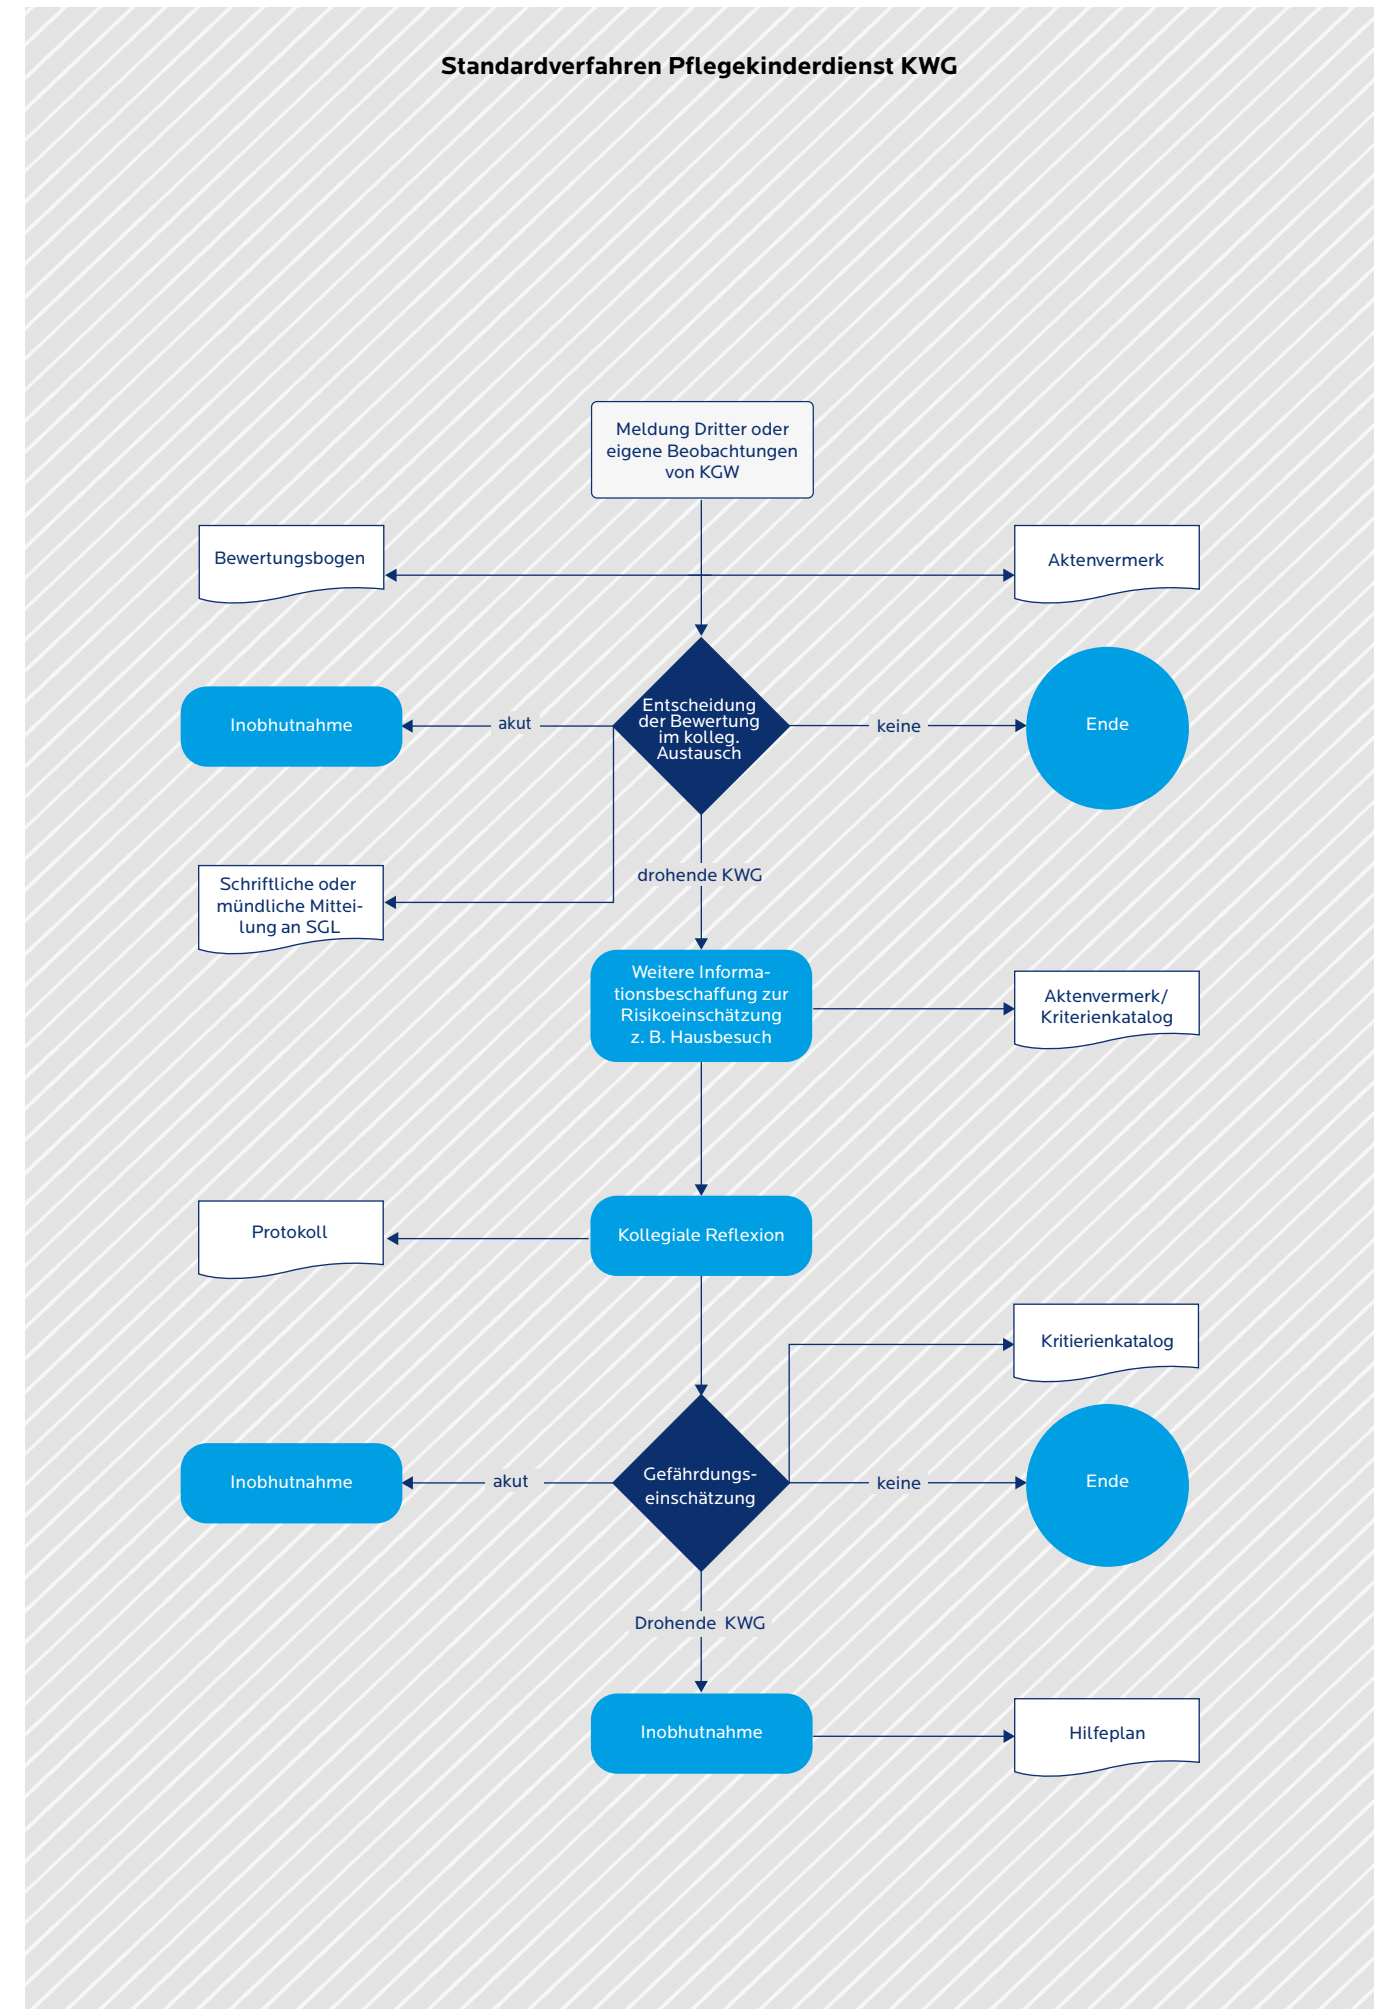 Standardverfahren Pflegekinderdienst KWG
Meldung Dritter oder
eigene Beobachtungen
von KGW
Bewertungsbogen
Aktenvermerk
Inobhutnahme
akut
Entscheidung
der Bewertung
im kolleg.
Austausch
keine
Ende
Schriftliche oder
mündliche Mittei-
lung an SGL
drohende KWG
Weitere Informa-
tionsbeschaffung zur
Risikoeinschätzung
z. B. Hausbesuch
Aktenvermerk/
Kriterienkatalog
Protokoll
Kollegiale Reflexion
Kritierienkatalog
Inobhutnahme
akut
Gefährdungs-
einschätzung
keine
Ende
Drohende KWG
Inobhutnahme
Hilfeplan